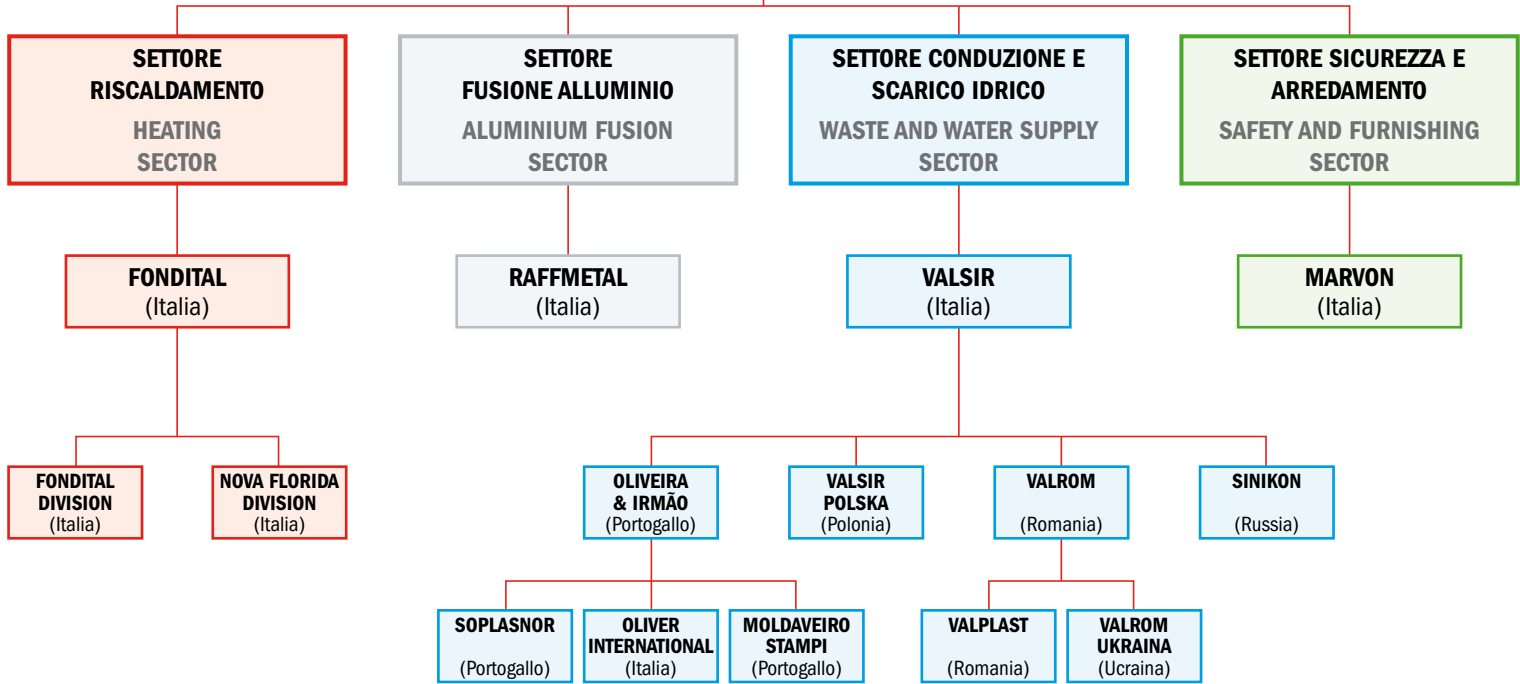 SETTORE
RISCALDAMENTO
HEATING
SECTOR
SETTORE
FUSIONE ALLUMINIO
ALUMINIUM FUSION
SECTOR
SETTORE CONDUZIONE E
SCARICO IDRICO
WASTE AND WATER SUPPLY
SECTOR
SETTORE SICUREZZA E
ARREDAMENTO
SAFETY AND FURNISHING
SECTOR
FONDITAL
(Italia)
RAFFMETAL
(Italia)
VALSIR
(Italia)
MARVON
(Italia)
FONDITAL
DIVISION
(Italia)
NOVA FLORIDA
DIVISION
(Italia)
OLIVEIRA
& IRMÃO
(Portogallo)
VALSIR
POLSKA
(Polonia)
VALROM
(Romania)
SINIKON
(Russia)
SOPLASNOR
(Portogallo)
OLIVER
INTERNATIONAL
(Italia)
MOLDAVEIRO
STAMPI
(Portogallo)
VALPLAST
(Romania)
VALROM
UKRAINA
(Ucraina)